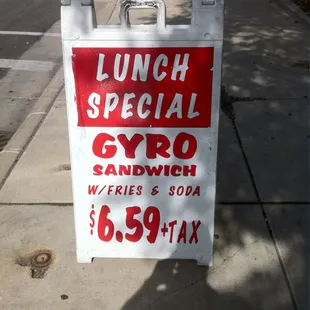 LUNCH
SPECIAL
GYRO
SANDWICH
W/FRIES & SODA
$6.59+TAX